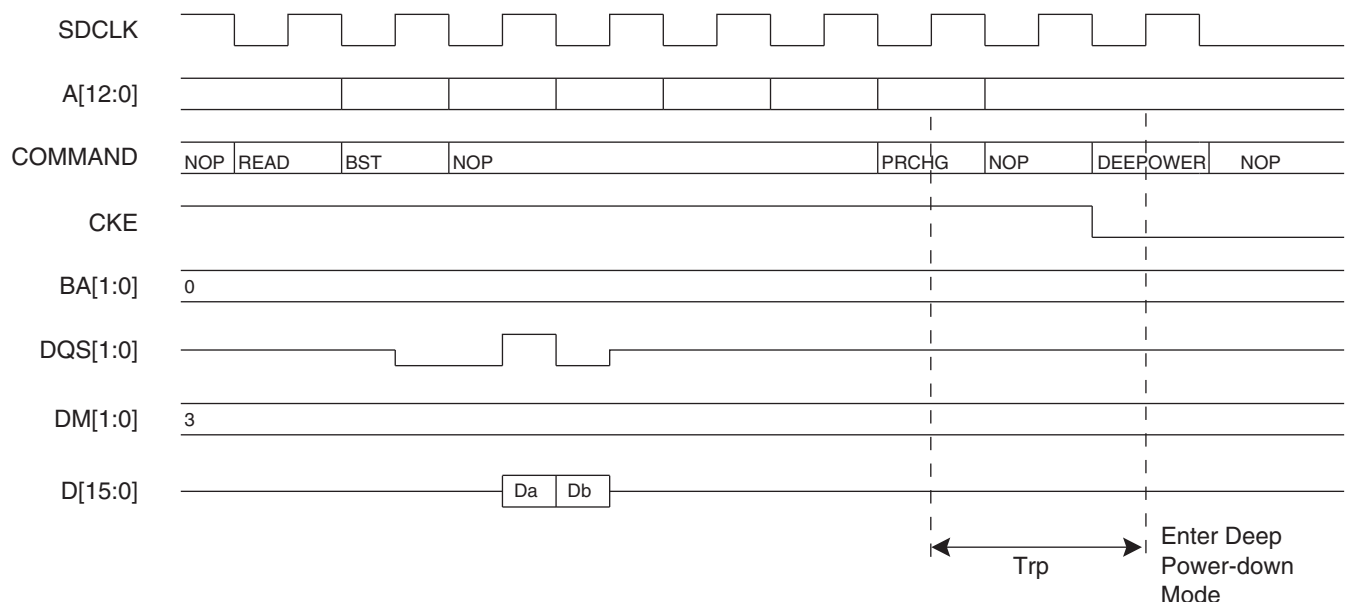 SDCLK
A[12:0]
COMMAND NOP READ BST NOP PRCHG NOP DEEPOWER NOP
CKE
BA[1:0] 0
DQS[1:0]
DM[1:0] 3
D[15:0] Da Db
Trp
Enter Deep
Power-down
Mode